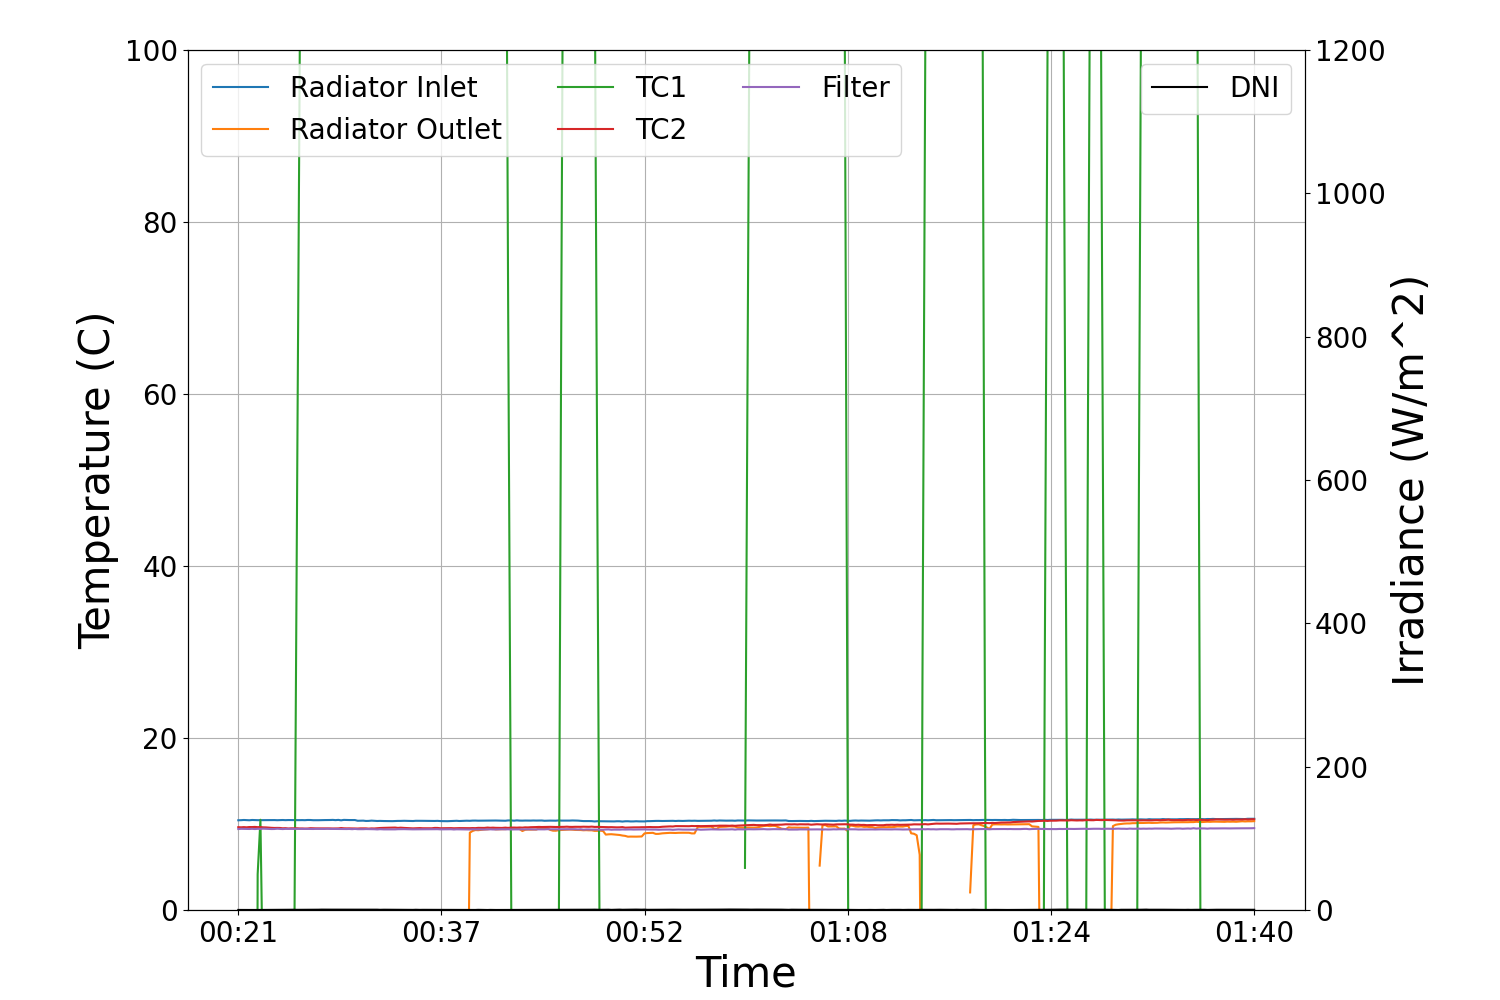 100
80
60
40
20
0
Temperature (C)
Radiator Inlet
Radiator Outlet
TC1
TC2
Filter
DNI
1200
1000
800
600
400
200
0
Irradiance (W/m^2)
00:21 00:37 00:52 01:08 01:24 01:40
Time